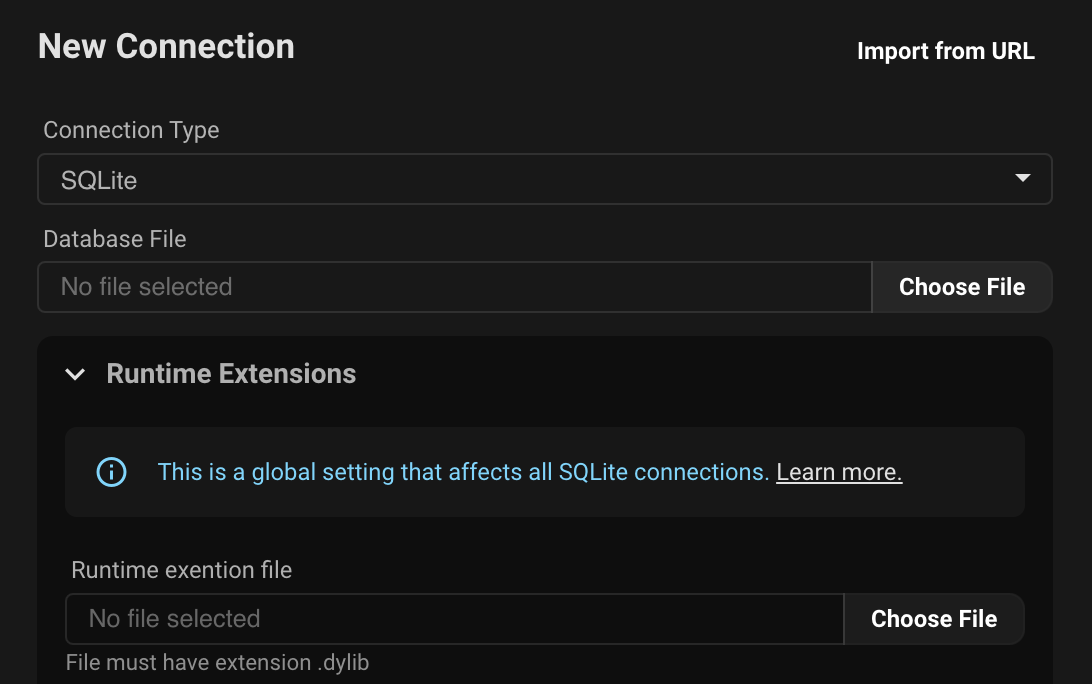 New Connection
Import from URL
Connection Type
SQLite
Database File
No file selected
Choose File
Runtime Extensions
This is a global setting that affects all SQLite connections. Learn more.
Runtime exention file
No file selected
Choose File
File must have extension .dylib